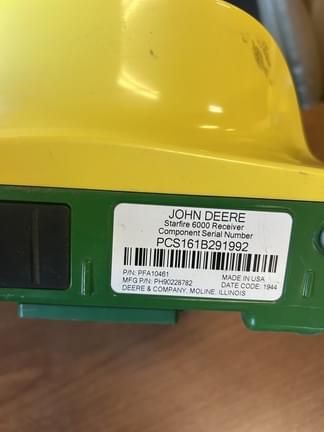 JOHN DEERE
Starfire 6000 Receiver
Component Serial Number
PCS161B291992
P/N: PFA10461 MADE IN USA
MFG P/N: PH90228782 DATE CODE: 1944
DEERE & COMPANY, MOLINE, ILLINOIS